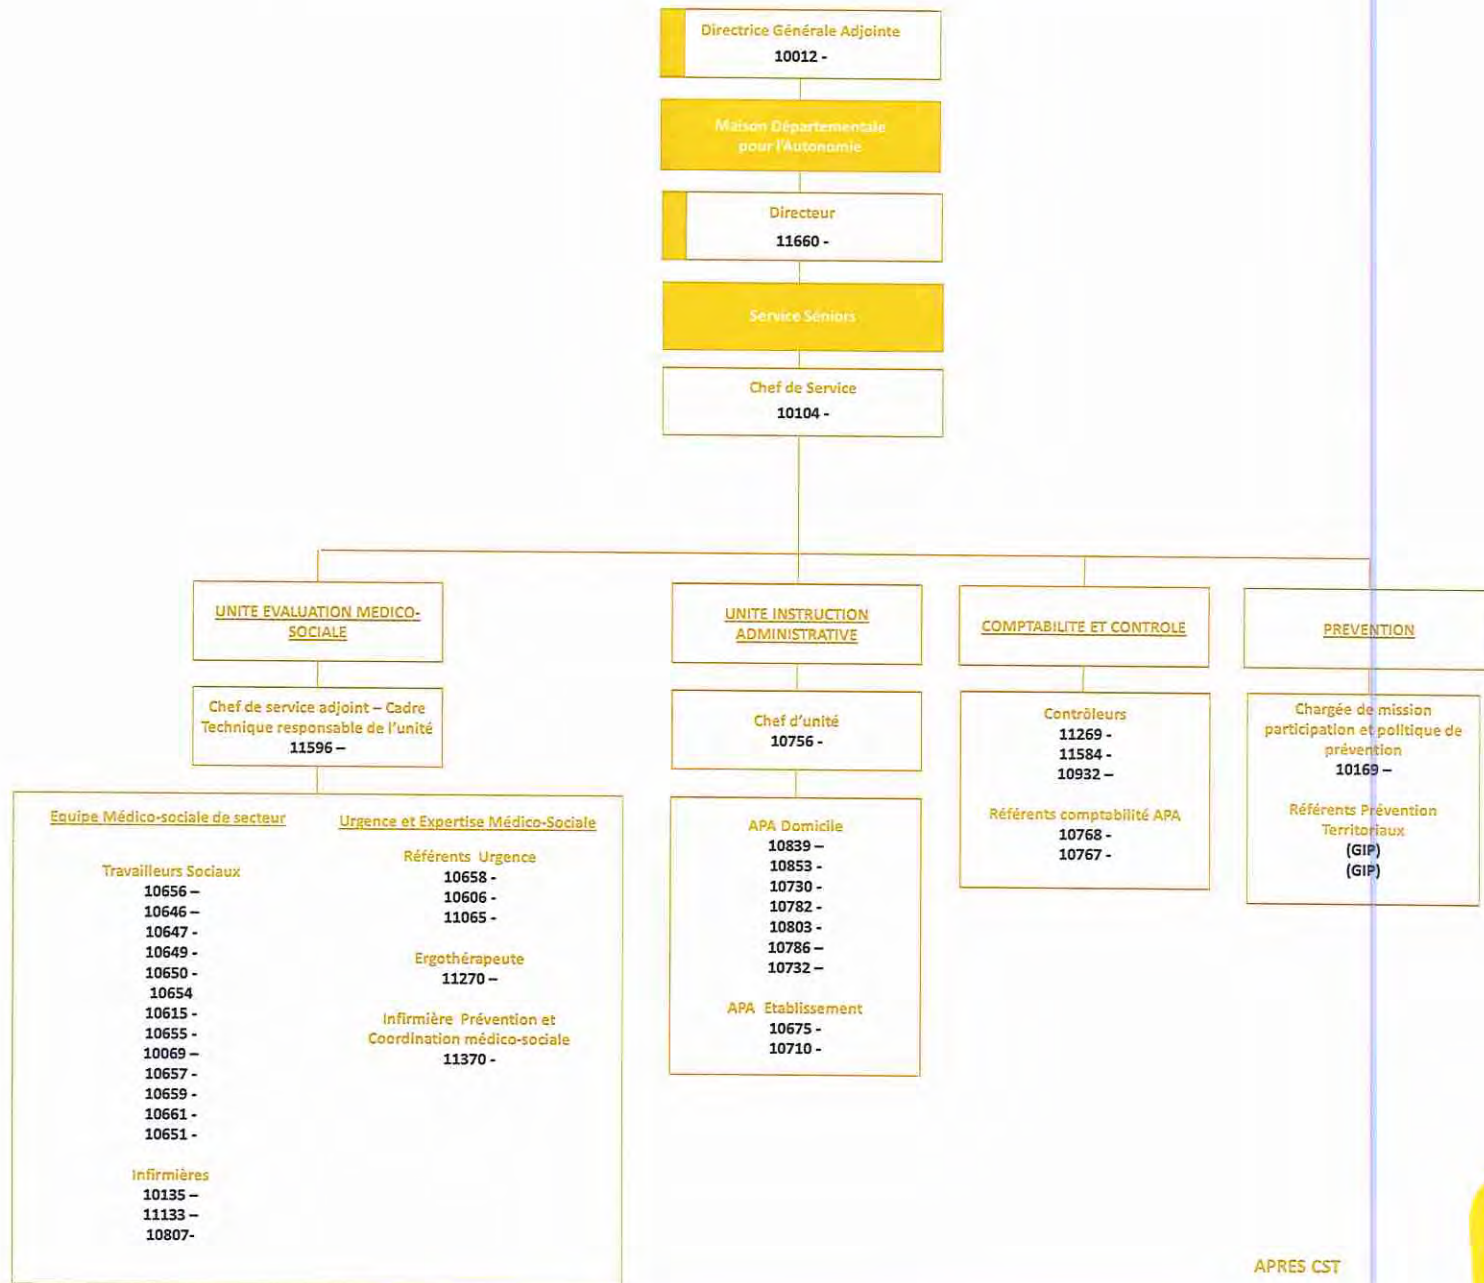 Directrice Générale Adjointe
10012 -
Maison Départementale
pour l'Autonomie
Directeur
11660 -
Service Séniors
Chef de Service
10104 -
UNITE EVALUATION MEDICO-
SOCIALE
Chef de service adjoint – Cadre
Technique responsable de l'unité
11596 –
Equipe Médico-sociale de secteur
Travailleurs Sociaux
10656 –
10646 –
10647 -
10649 -
10650 -
10654
10615 -
10655 -
10069 –
10657 -
10659 -
10661 -
10651 -
Infirmières
10135 –
11133 –
10807-
Urgence et Expertise Médico-Sociale
Référents Urgence
10658 -
10606 -
11065 -
Ergothérapeute
11270 –
Infirmière Prévention et
Coordination médico-sociale
11370 -
UNITE INSTRUCTION
ADMINISTRATIVE
Chef d'unité
10756 -
APA Domicile
10839 –
10853 -
10730 -
10782 -
10803 -
10786 –
10732 –
APA Etablissement
10675 -
10710 -
COMPTABILITE ET CONTROLE
Contrôleurs
11269 -
11584 -
10932 –
Référents comptabilité APA
10768 -
10767 -
PREVENTION
Chargée de mission
participation et politique de
prévention
10169 –
Référents Prévention
Territoriaux
(GIP)
(GIP)
APRES CST